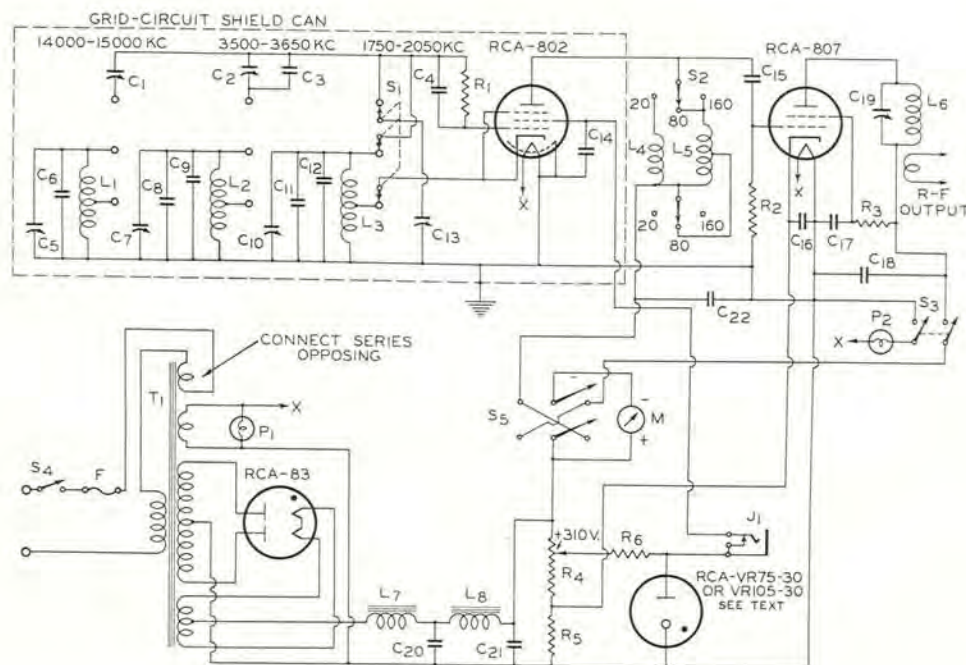 GRID-CIRCUIT SHIELD CAN
14000-15000 KC 3500-3650 KC 1750-2050 KC RCA-802 RCA-807
C1 C2 C3 S1 C4 R1 S2 C15 C19 L6
20 160 80 L4 L5
C14
C6 L1 C9 C8 L2 C12 C11 L3 X X
R-F
OUTPUT
R2 R3
C5 C7 C10 C13 20 160 80 C16 C17
C18
C22 S3
P2
X
CONNECT SERIES
OPPOSING
T1
X
P1
S5 M
-
-
+
S4 F RCA-83
J1
+310V. R6
R4
RCA-VR75-30
OR VR105-30
SEE TEXT
L7 L8
R5
C20 C21